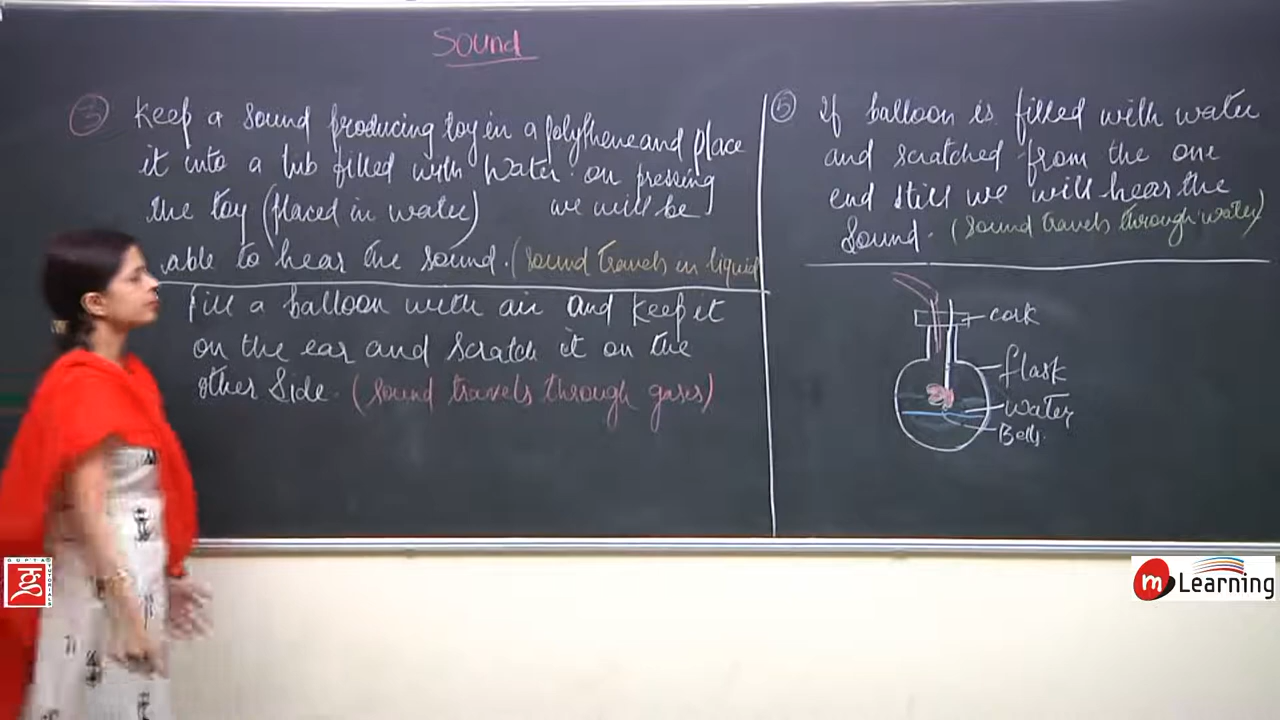 Sound
③ Keep a sound producing toy in a polythene and place
it into a tub filled with water. on pressing
the toy (placed in water) we will be
able to hear the sound. (Sound travels in liquid
Fill a balloon with air and keep it
on the ear and scratch it on the
other side. (sound travels through gases)
⑤ If balloon is filled with water
and scratched from the one
end still we will hear the
Sound. (Sound travels through water)
cork
flask
water
Bells.
GUPTA TUTORIALS
m Learning